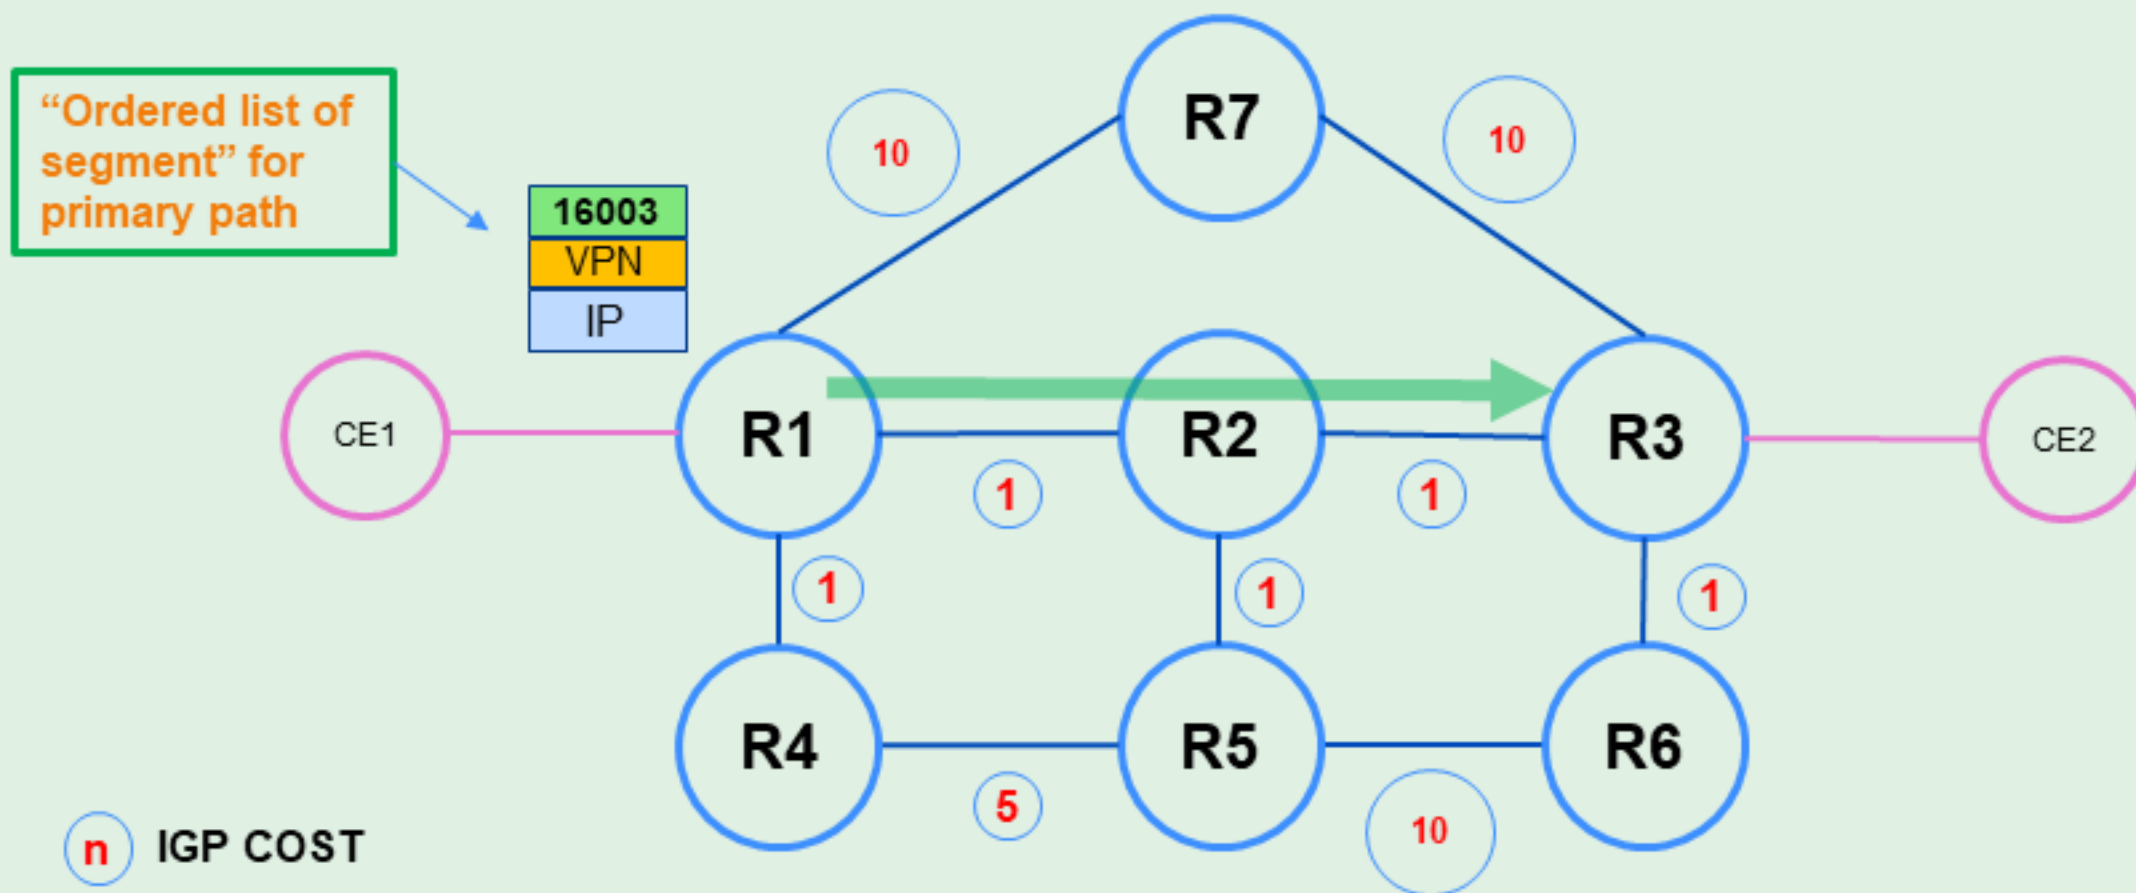 “Ordered list of
segment” for
primary path
16003
VPN
IP
R7
10
10
CE1
R1
R2
R3
CE2
1
1
1
1
1
R4
R5
R6
5
10
n IGP COST